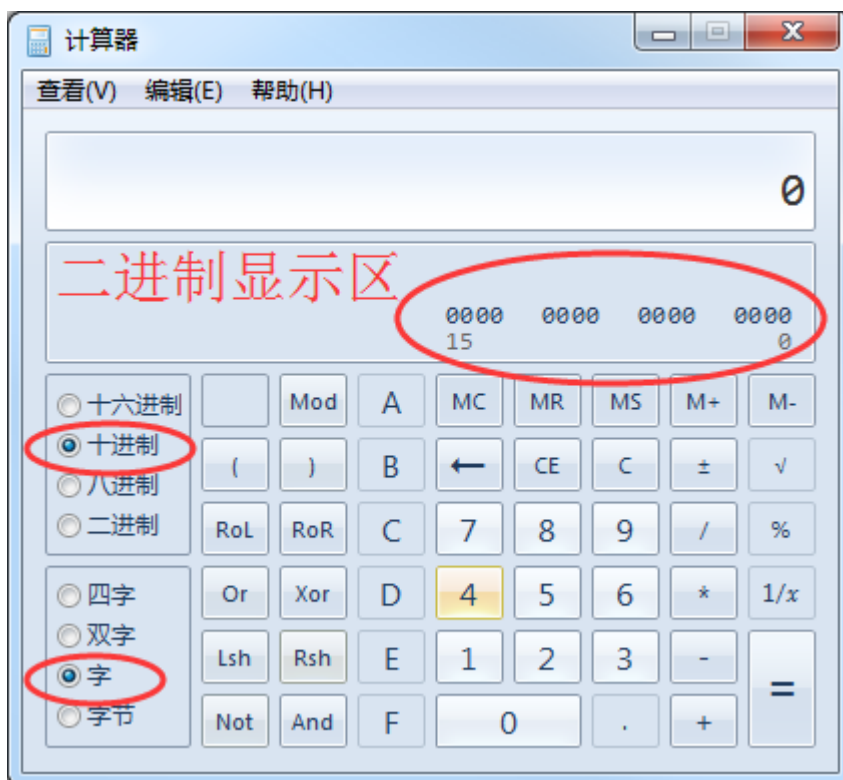 计算器
查看(V) 编辑(E) 帮助(H)
0
二进制显示区
0000 0000 0000 0000
15 0
十六进制 Mod A MC MR MS M+ M-
十进制 ( ) B ← CE C ± √
八进制
二进制 RoL RoR C 7 8 9 / %
四字 Or Xor D 4 5 6 * 1/x
双字
字 Lsh Rsh E 1 2 3 - =
字节 Not And F 0 . +